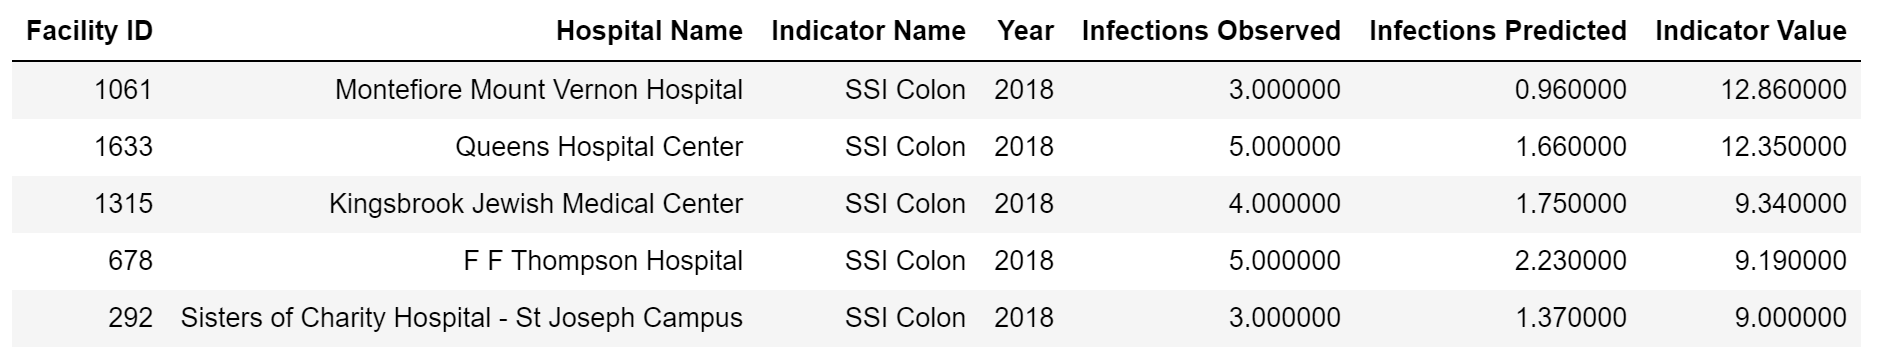 Facility ID Hospital Name Indicator Name Year Infections Observed Infections Predicted Indicator Value
1061 Montefiore Mount Vernon Hospital SSI Colon 2018 3.000000 0.960000 12.860000
1633 Queens Hospital Center SSI Colon 2018 5.000000 1.660000 12.350000
1315 Kingsbrook Jewish Medical Center SSI Colon 2018 4.000000 1.750000 9.340000
678 F F Thompson Hospital SSI Colon 2018 5.000000 2.230000 9.190000
292 Sisters of Charity Hospital - St Joseph Campus SSI Colon 2018 3.000000 1.370000 9.000000